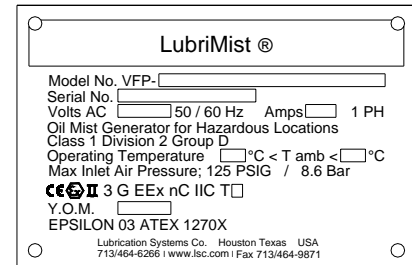 LubriMist ®
Model No. VFP-
Serial No.
Volts AC 50 / 60 Hz Amps 1 PH
Oil Mist Generator for Hazardous Locations
Class 1 Division 2 Group D
Operating Temperature °C < T amb < °C
Max Inlet Air Pressure; 125 PSIG / 8.6 Bar
CE Ex II 3 G EEx nC IIC T
Y.O.M.
EPSILON 03 ATEX 1270X
Lubrication Systems Co. Houston Texas USA
713/464-6266 | www.lsc.com | Fax 713/464-9871